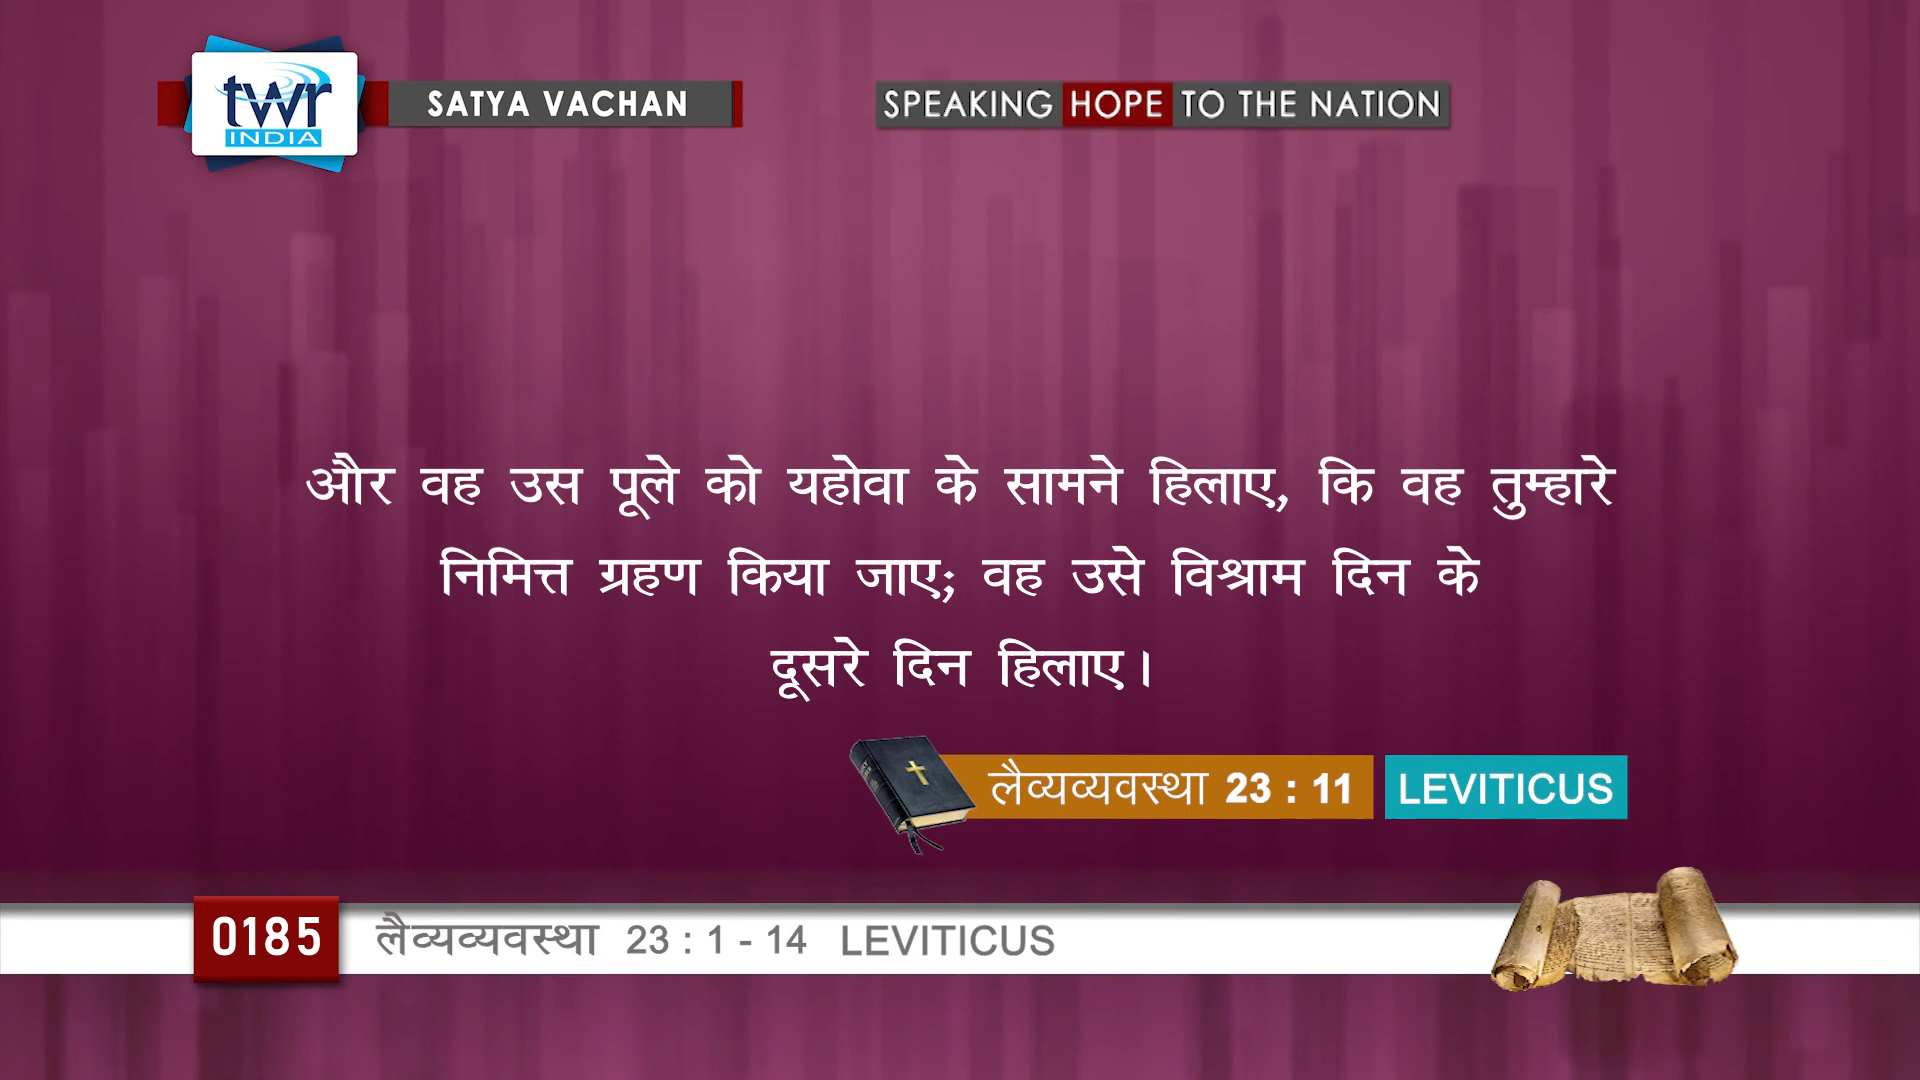 twr
INDIA
SATYA VACHAN
SPEAKING HOPE TO THE NATION
और वह उस पूले को यहोवा के सामने हिलाए, कि वह तुम्हारे
निमित्त ग्रहण किया जाए; वह उसे विश्राम दिन के
दूसरे दिन हिलाए।
लैव्यव्यवस्था 23 : 11 LEVITICUS
0185 लैव्यव्यवस्था 23 : 1 - 14 LEVITICUS